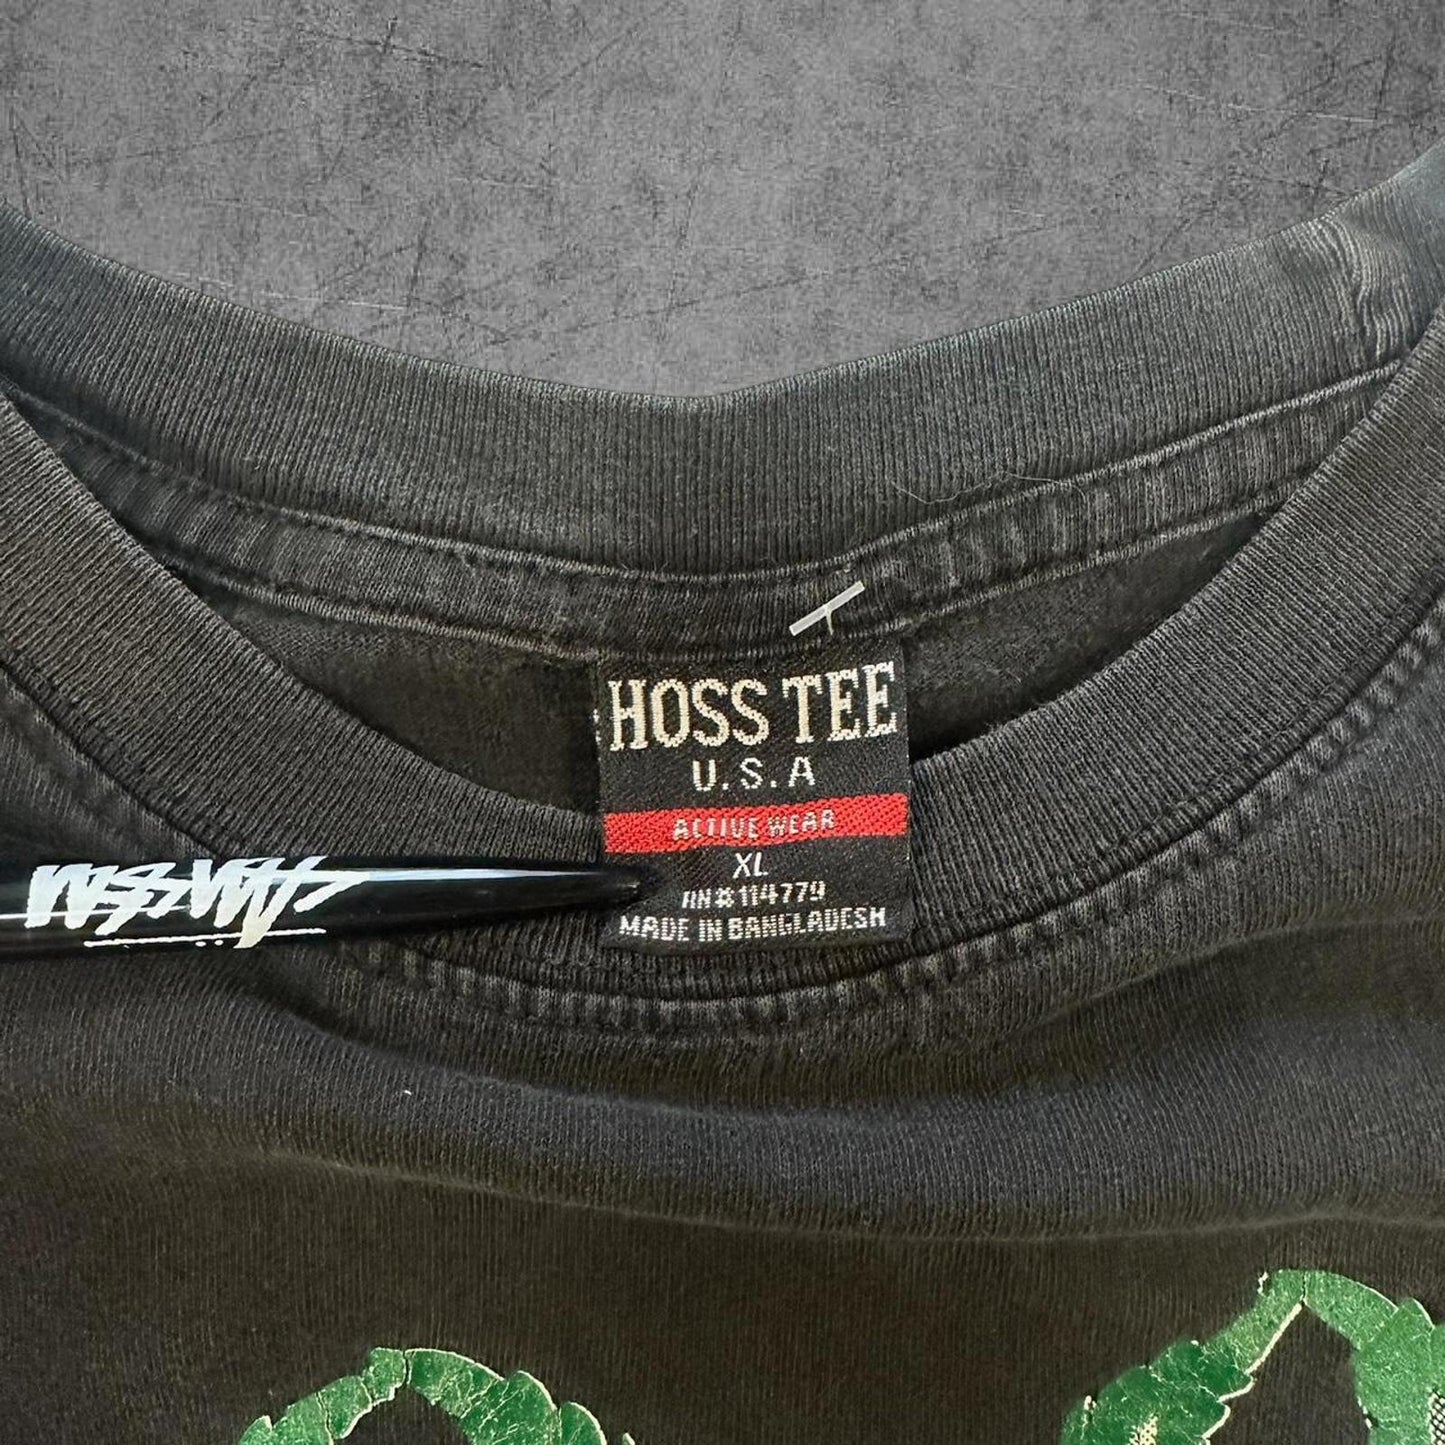 HOSS TEE
U.S.A
ACTIVE WEAR
XL
RN#114779
MADE IN BANGLADESH